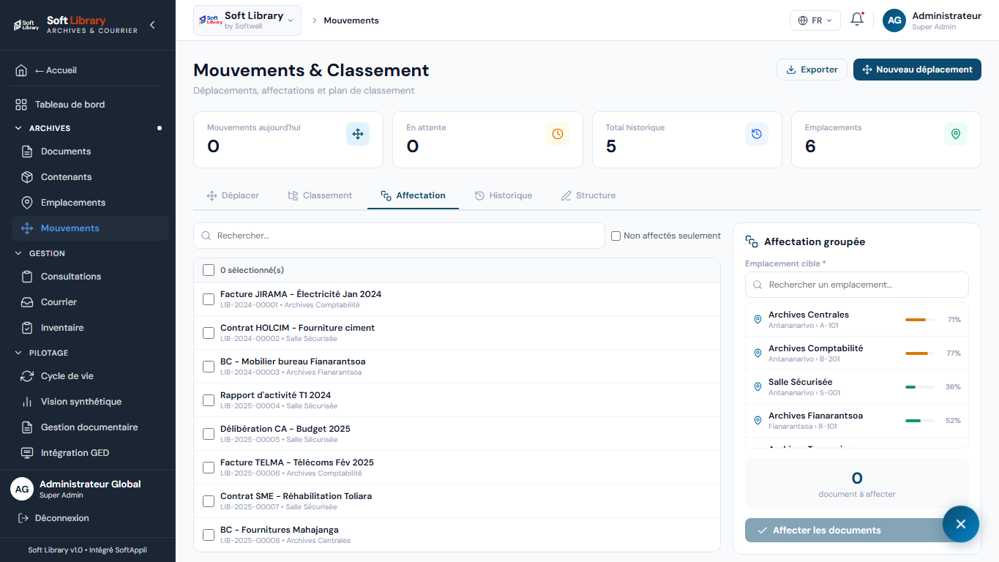 Soft Library
Soft Library
ARCHIVES & COURRIER
← Accueil
Tableau de bord
ARCHIVES
Documents
Contenants
Emplacements
Mouvements
GESTION
Consultations
Courrier
Inventaire
PILOTAGE
Cycle de vie
Vision synthétique
Gestion documentaire
Intégration GED
AG
Administrateur Global
Super Admin
Déconnexion
Soft Library v1.0 • Intégré SoftAppli
Soft Library
Soft Library
by Softwell
Mouvements
FR
AG
Administrateur
Super Admin
Mouvements & Classement
Déplacements, affectations et plan de classement
Exporter
Nouveau déplacement
Mouvements aujourd'hui
0
En attente
0
Total historique
5
Emplacements
6
Déplacer
Classement
Affectation
Historique
Structure
Rechercher...
Non affectés seulement
0 sélectionné(s)
Facture JIRAMA - Électricité Jan 2024
LIB-2024-00001 • Archives Comptabilité
Contrat HOLCIM - Fourniture ciment
LIB-2024-00002 • Salle Sécurisée
BC - Mobilier bureau Fianarantsoa
LIB-2024-00003 • Archives Fianarantsoa
Rapport d'activité T1 2024
LIB-2025-00004 • Salle Sécurisée
Délibération CA - Budget 2025
LIB-2025-00005 • Salle Sécurisée
Facture TELMA - Télécoms Fév 2025
LIB-2025-00006 • Archives Comptabilité
Contrat SME - Réhabilitation Toliara
LIB-2025-00007 • Salle Sécurisée
BC - Fournitures Mahajanga
LIB-2025-00008 • Archives Centrales
Affectation groupée
Emplacement cible *
Rechercher un emplacement...
Archives Centrales
Antananarivo › A-101
71%
Archives Comptabilité
Antananarivo › B-201
77%
Salle Sécurisée
Antananarivo › S-001
36%
Archives Fianarantsoa
Fianarantsoa › R-101
52%
0
document à affecter
Affecter les documents